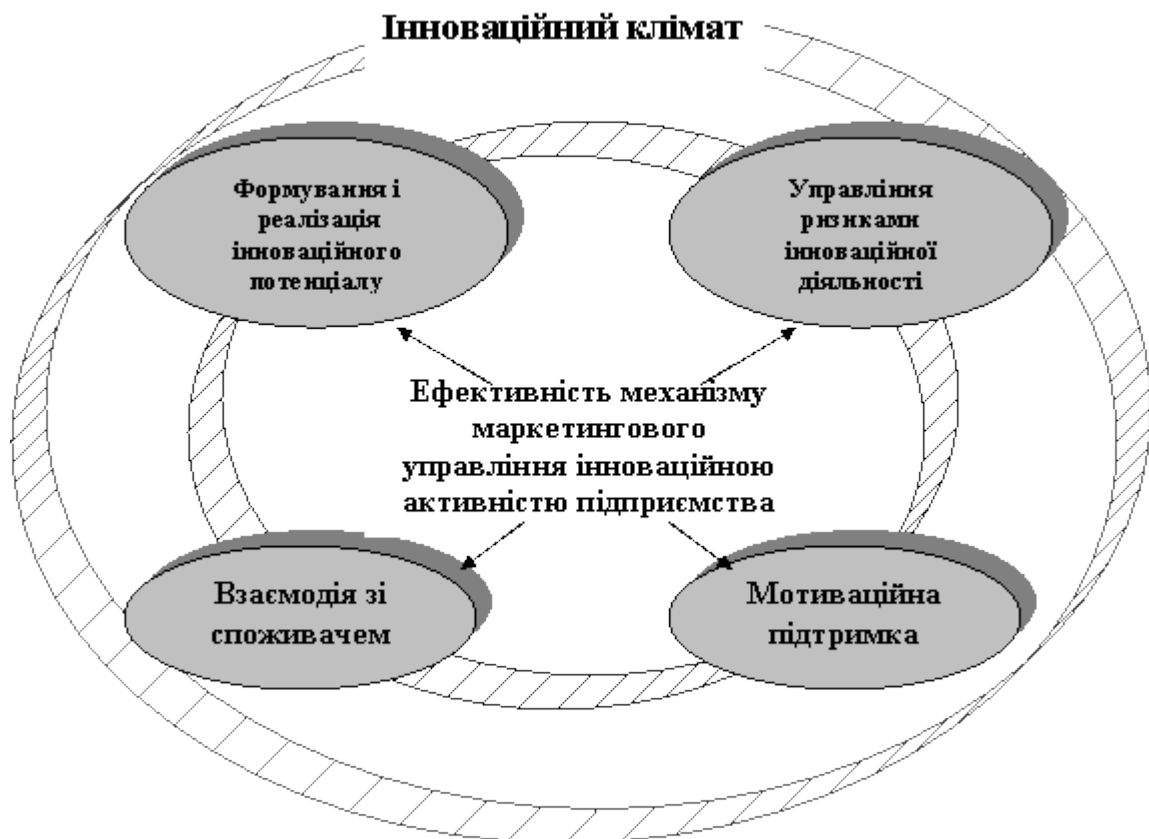 Інноваційний клімат
Формування і
реалізація
інноваційного
потенціалу
Управління
ризиками
інноваційної
діяльності
Ефективність механізму
маркетингового
управління інноваційною
активністю підприємства
Взаємодія зі
споживачем
Мотиваційна
підтримка